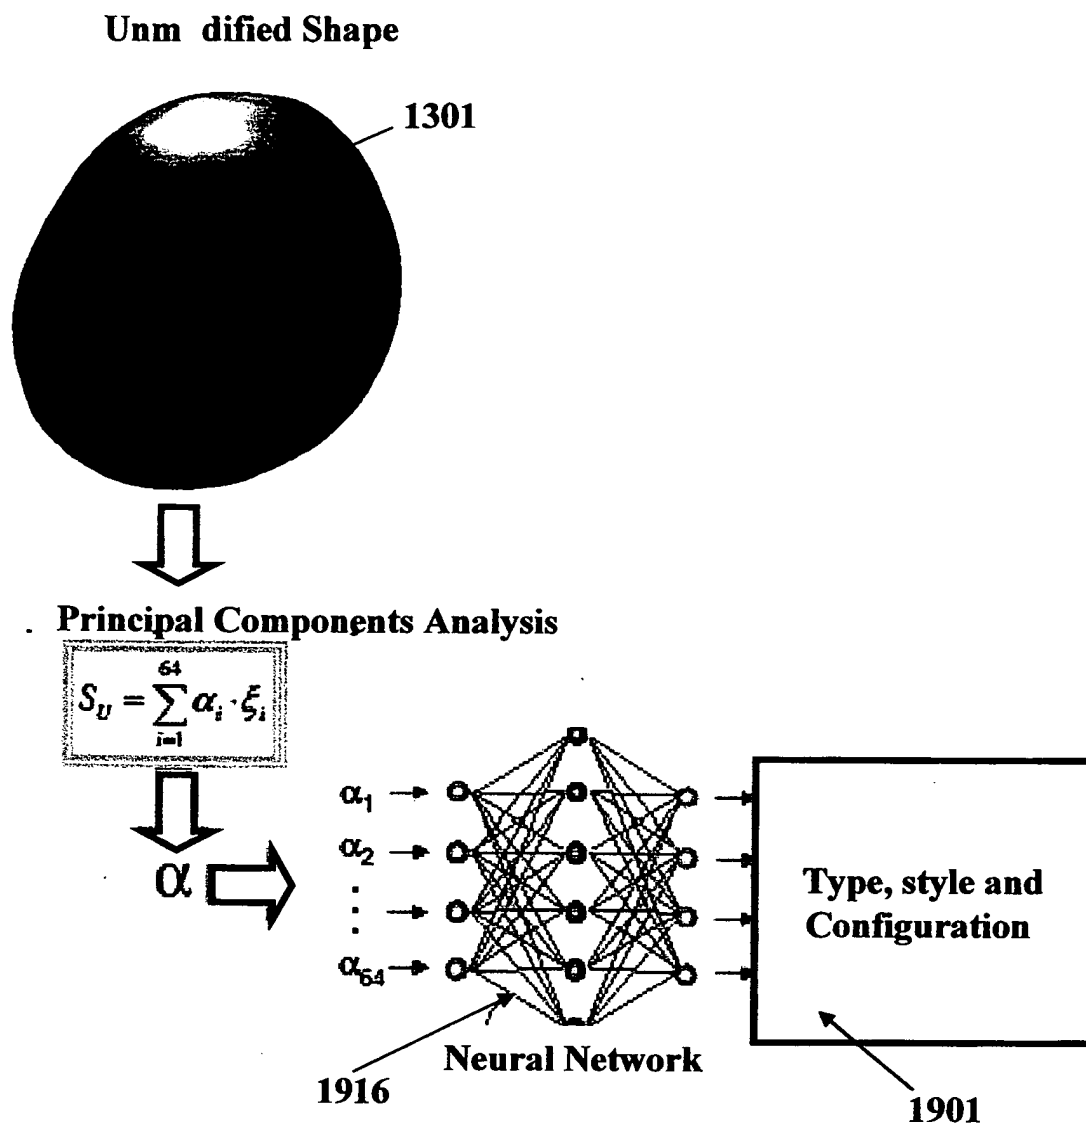 Unm dified Shape
1301
Principal Components Analysis
S_U = \sum_{i=1}^{64} α_i · ξ_i
α
α_1
α_2
α_64
Type, style and
Configuration
Neural Network
1916
1901